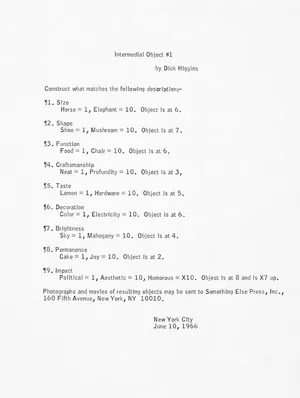 Intermedial Object #1
by Dick Higgins
Construct what matches the following descriptions-
¶1. Size
Horse = 1, Elephant = 10. Object is at 6.
¶2. Shape
Shoe = 1, Mushroom = 10. Object is at 7.
¶3. Function
Food = 1, Chair = 10. Object is at 6.
¶4. Craftsmanship
Neat = 1, Profundity = 10. Object is at 3,
¶5. Taste
Lemon = 1, Hardware = 10. Object is at 5.
¶6. Decoration
Color = 1, Electricity = 10. Object is at 6.
¶7. Brightness
Sky = 1, Mahogany = 10. Object is at 4.
¶8. Permanence
Cake = 1, Joy = 10. Object is at 2.
¶9. Impact
Political = 1, Aesthetic = 10, Humorous = X10. Object is at 8 and is X7 up.
Photographs and movies of resulting objects may be sent to Something Else Press, Inc.,
160 Fifth Avenue, New York, NY 10010.
New York City
June 10, 1966